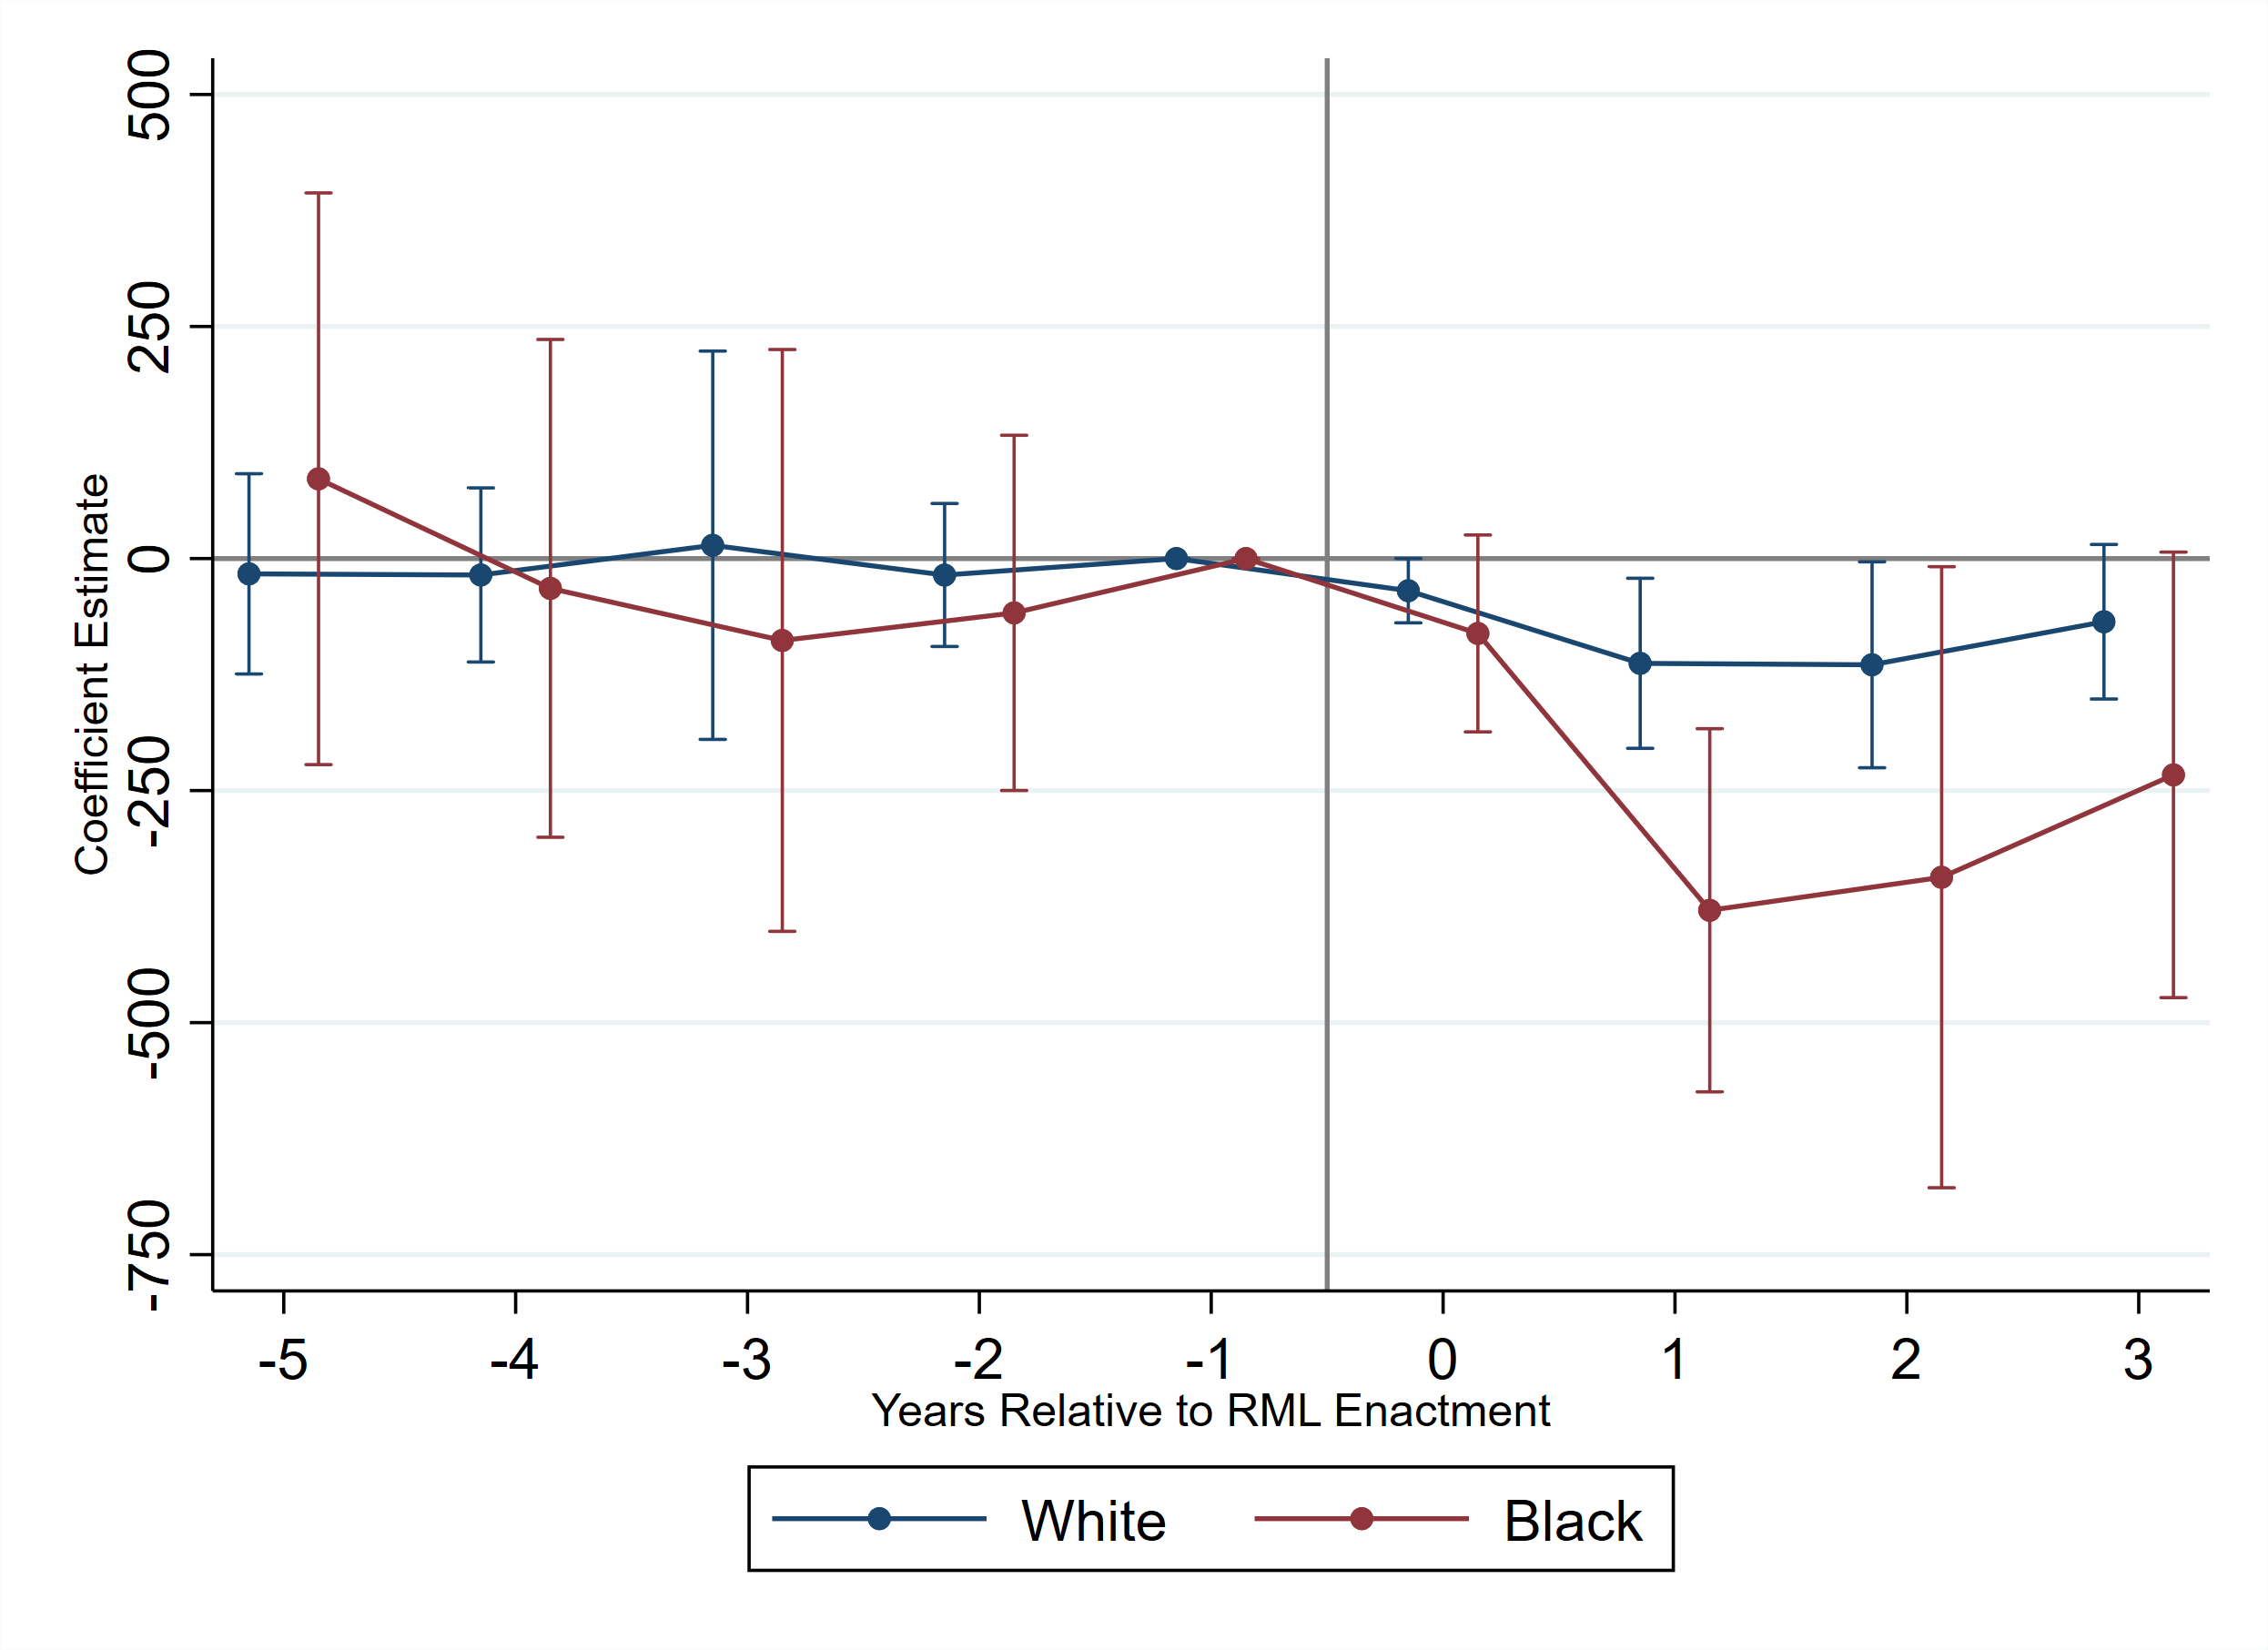 500
250
0
-250
-500
-750
Coefficient Estimate
-5 -4 -3 -2 -1 0 1 2 3
Years Relative to RML Enactment
White Black